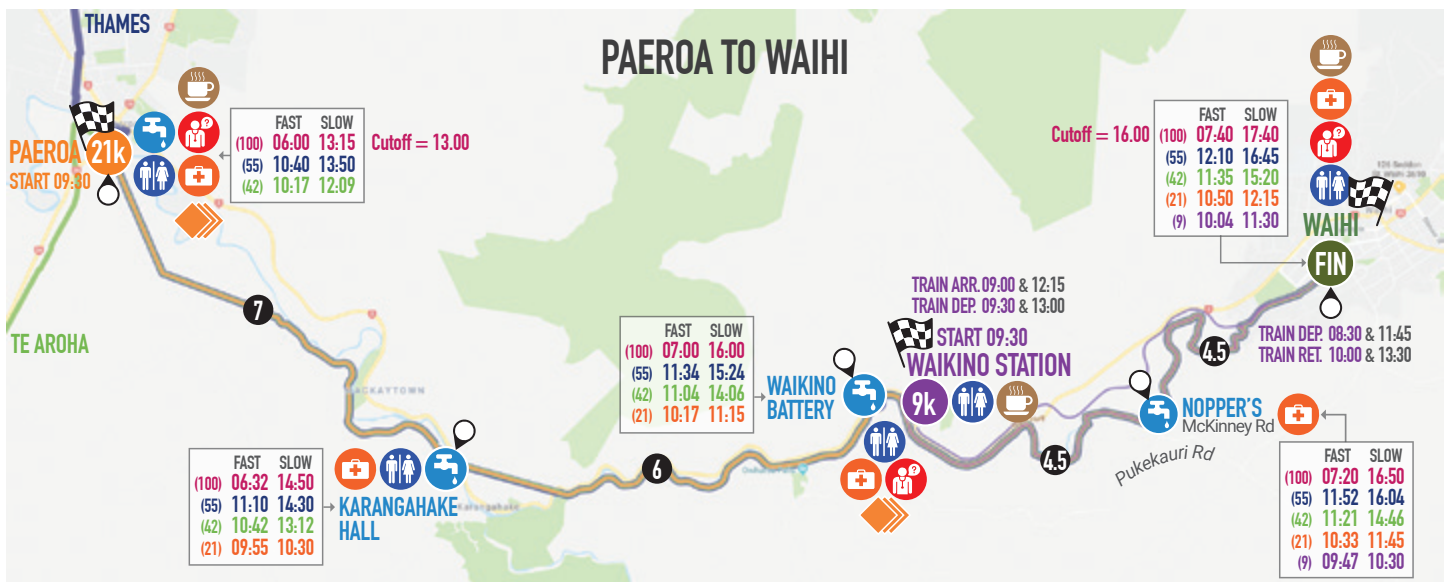 THAMES
PAEROA TO WAIHI
FAST SLOW
(100) 06:00 13:15
(55) 10:40 13:50
(42) 10:17 12:09
Cutoff = 13.00
PAEROA
START 09:30
21k
?
TE AROHA
7
FAST SLOW
(100) 06:32 14:50
(55) 11:10 14:30
(42) 10:42 13:12
(21) 09:55 10:30
KARANGAHAKE
HALL
Karangahake
6
FAST SLOW
(100) 07:00 16:00
(55) 11:34 15:24
(42) 11:04 14:06
(21) 10:17 11:15
WAIKINO
BATTERY
TRAIN ARR. 09:00 & 12:15
TRAIN DEP. 09:30 & 13:00
START 09:30
WAIKINO STATION
9k
?
4.5
NOPPER'S
McKinney Rd
Pukekauri Rd
FAST SLOW
(100) 07:20 16:50
(55) 11:52 16:04
(42) 11:21 14:46
(21) 10:33 11:45
(9) 09:47 10:30
4.5
Cutoff = 16.00
FAST SLOW
(100) 07:40 17:40
(55) 12:10 16:45
(42) 11:35 15:20
(21) 10:50 12:15
(9) 10:04 11:30
?
WAIHI
FIN
TRAIN DEP. 08:30 & 11:45
TRAIN RET. 10:00 & 13:30